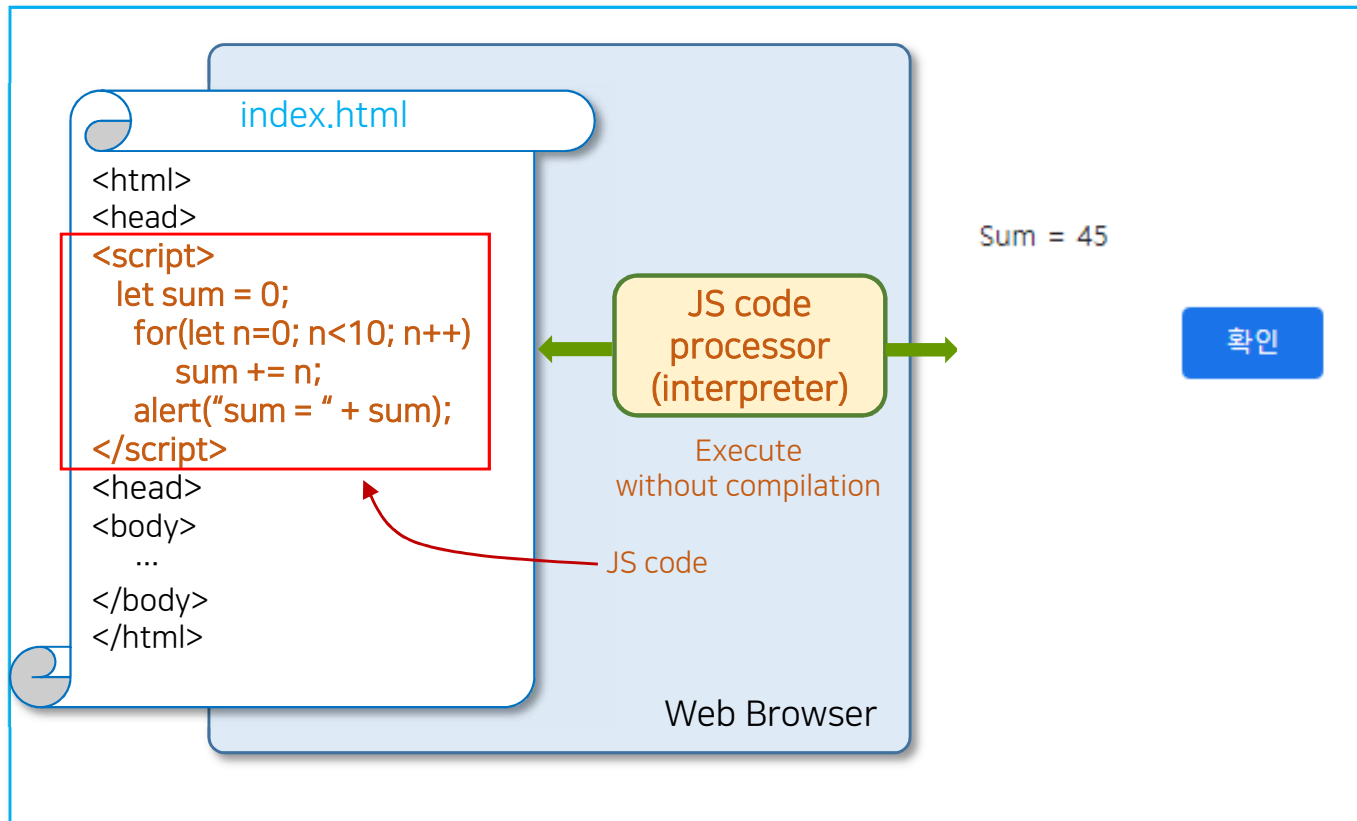 index.html
<html>
<head>
<script>
let sum = 0;
for(let n=0; n<10; n++)
sum += n;
alert(“sum = “ + sum);
</script>
<head>
<body>
...
</body>
</html>
JS code
processor
(interpreter)
Execute
without compilation
JS code
Web Browser
Sum = 45
확인